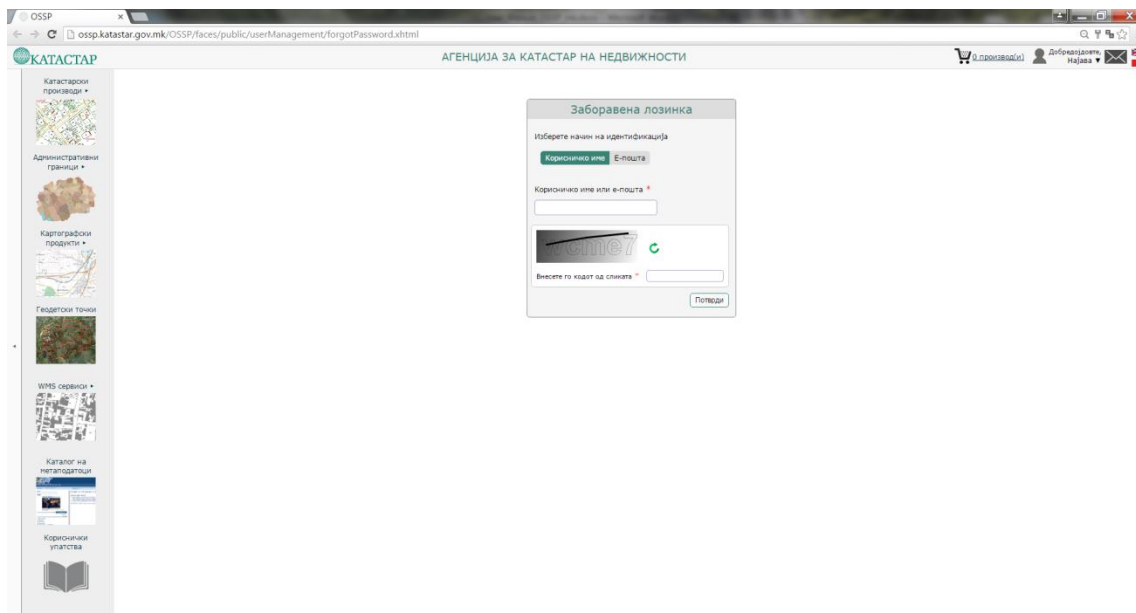 OSSP
ossp.katastar.gov.mk/OSSP/faces/public/userManagement/forgotPassword.xhtml
КАТАСТАР
АГЕНЦИЈА ЗА КАТАСТАР НА НЕДВИЖНОСТИ
0 производ(и)
Добредојдовте,
Најава ▼
Катастарски
производи
Административни
граници
Картографски
продукти
Геодетски точки
WMS сервиси
Каталог на
метаподатоци
Кориснички
упатства
Заборавена лозинка
Изберете начин на идентификација
Корисничко име
Е-пошта
Корисничко име или е-пошта *
Внесете го кодот од сликата *
Потврди